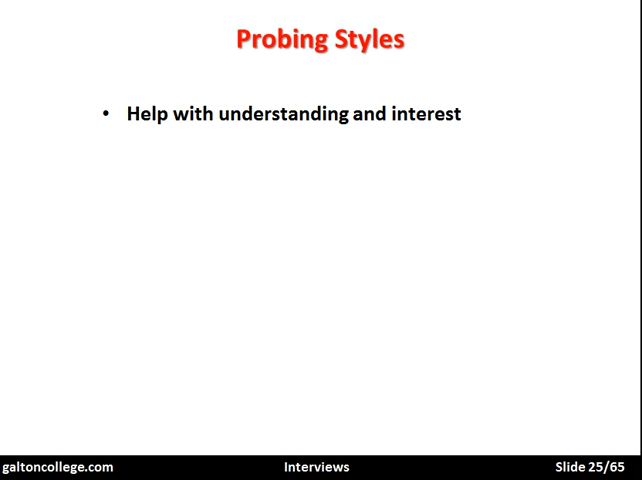 Probing Styles
• Help with understanding and interest
galtoncollege.com Interviews Slide 25/65